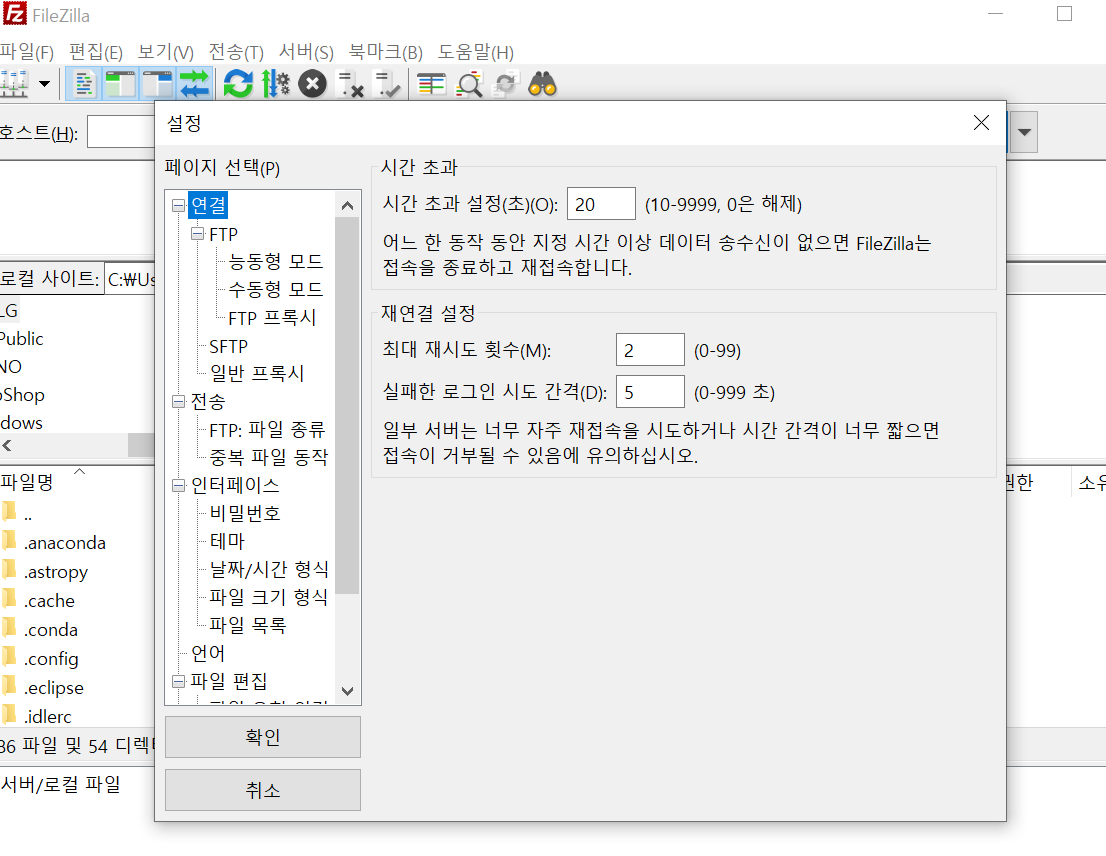 FileZilla
파일(F) 편집(E) 보기(V) 전송(T) 서버(S) 북마크(B) 도움말(H)
호스트(H):
설정
페이지 선택(P)
연결
FTP
능동형 모드
수동형 모드
FTP 프록시
SFTP
일반 프록시
전송
FTP: 파일 종류
중복 파일 동작
인터페이스
비밀번호
테마
날짜/시간 형식
파일 크기 형식
파일 목록
언어
파일 편집
확인
취소
시간 초과
시간 초과 설정(초)(O): 20 (10-9999, 0은 해제)
어느 한 동작 동안 지정 시간 이상 데이터 송수신이 없으면 FileZilla는
접속을 종료하고 재접속합니다.
재연결 설정
최대 재시도 횟수(M): 2 (0-99)
실패한 로그인 시도 간격(D): 5 (0-999 초)
일부 서버는 너무 자주 재접속을 시도하거나 시간 간격이 너무 짧으면
접속이 거부될 수 있음에 유의하십시오.
로컬 사이트: C:₩Us
LG
Public
NO
oShop
dows
파일명
권한
소유
..
.anaconda
.astropy
.cache
.conda
.config
.eclipse
.idlerc
86 파일 및 54 디렉
서버/로컬 파일